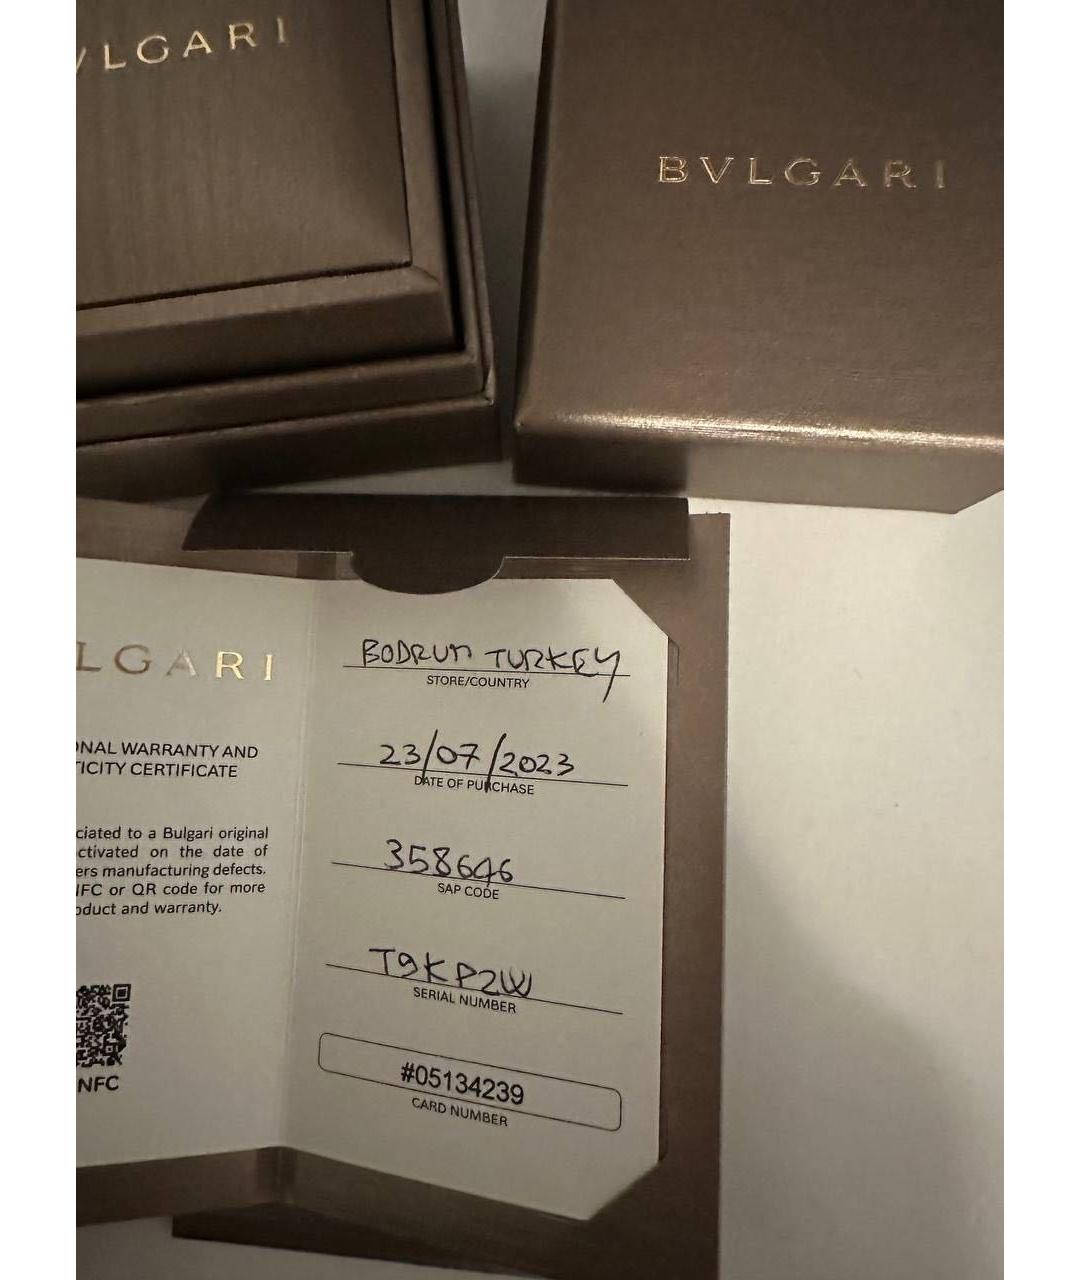 VLGARI
BVLGARI
LGARI
ONAL WARRANTY AND
TICITY CERTIFICATE
ciated to a Bulgari original
ctivated on the date of
ers manufacturing defects.
NFC or QR code for more
oduct and warranty.
NFC
BODRUM TURKEY
STORE/COUNTRY
23/07/2023
DATE OF PURCHASE
358646
SAP CODE
T9KP2W
SERIAL NUMBER
#05134239
CARD NUMBER